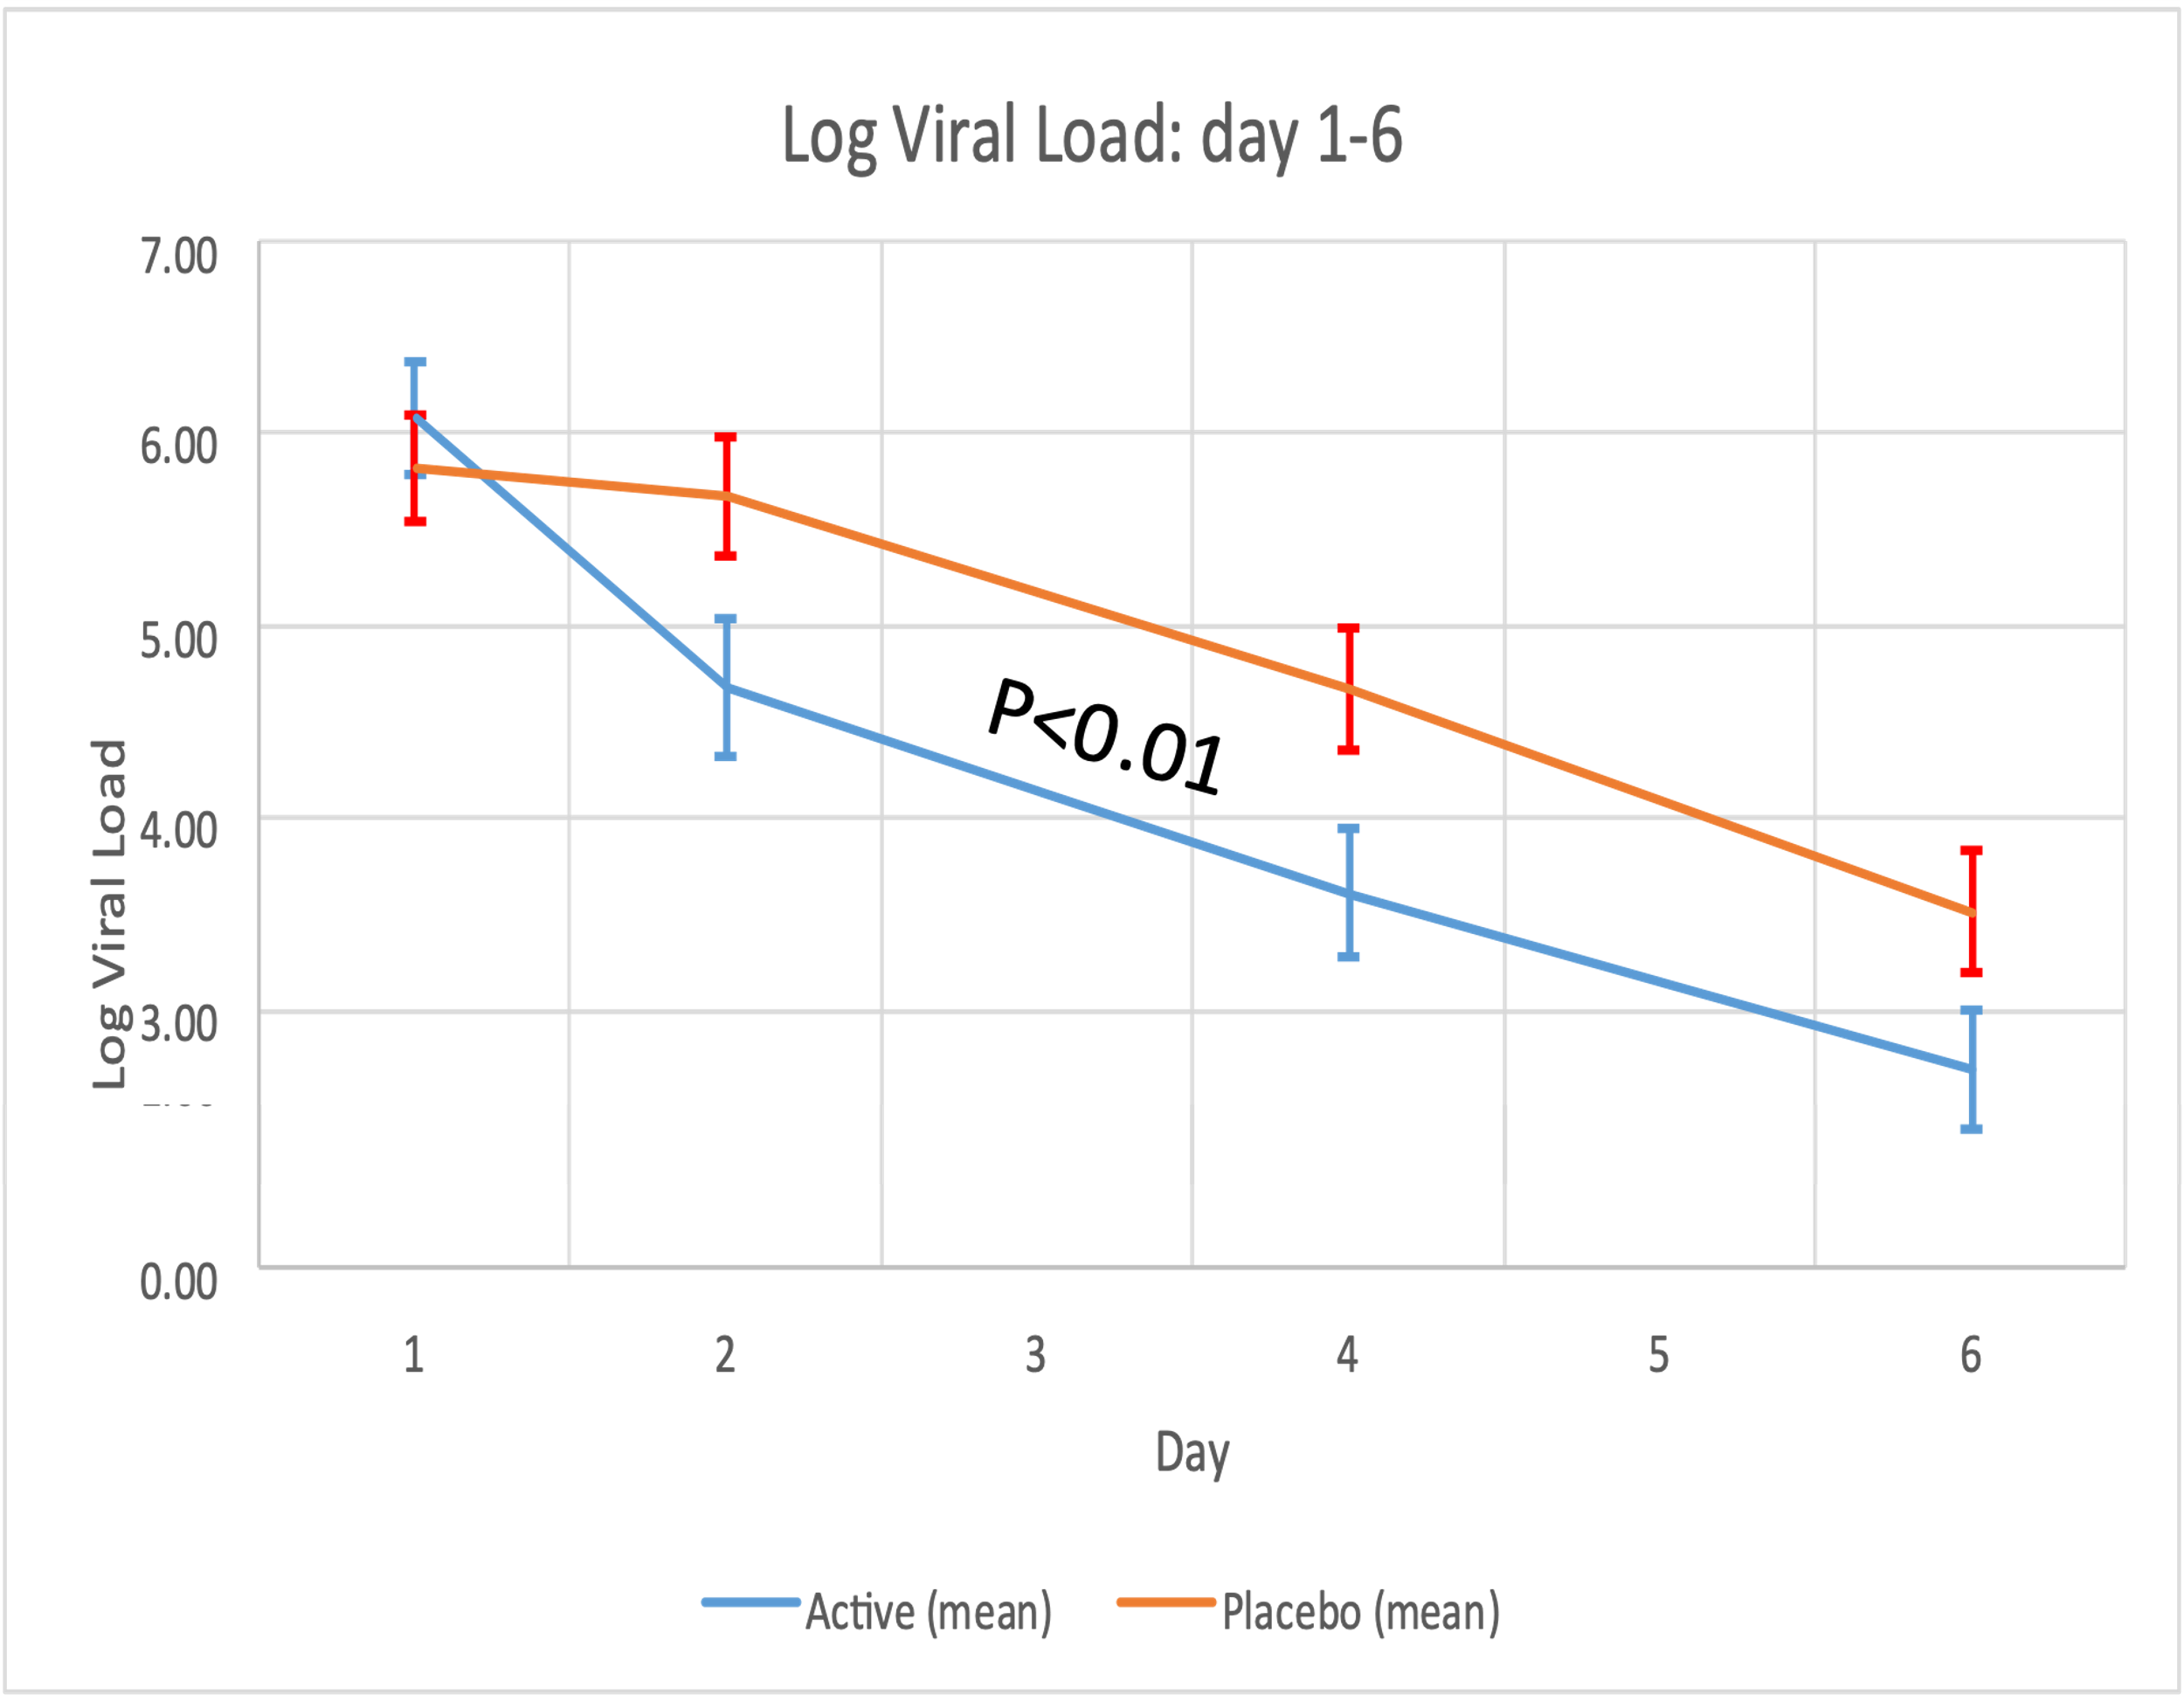 Log Viral Load: day 1-6
7.00
6.00
5.00
4.00
3.00
0.00
Log Viral Load
P<0.01
1 2 3 4 5 6
Day
Active (mean) Placebo (mean)